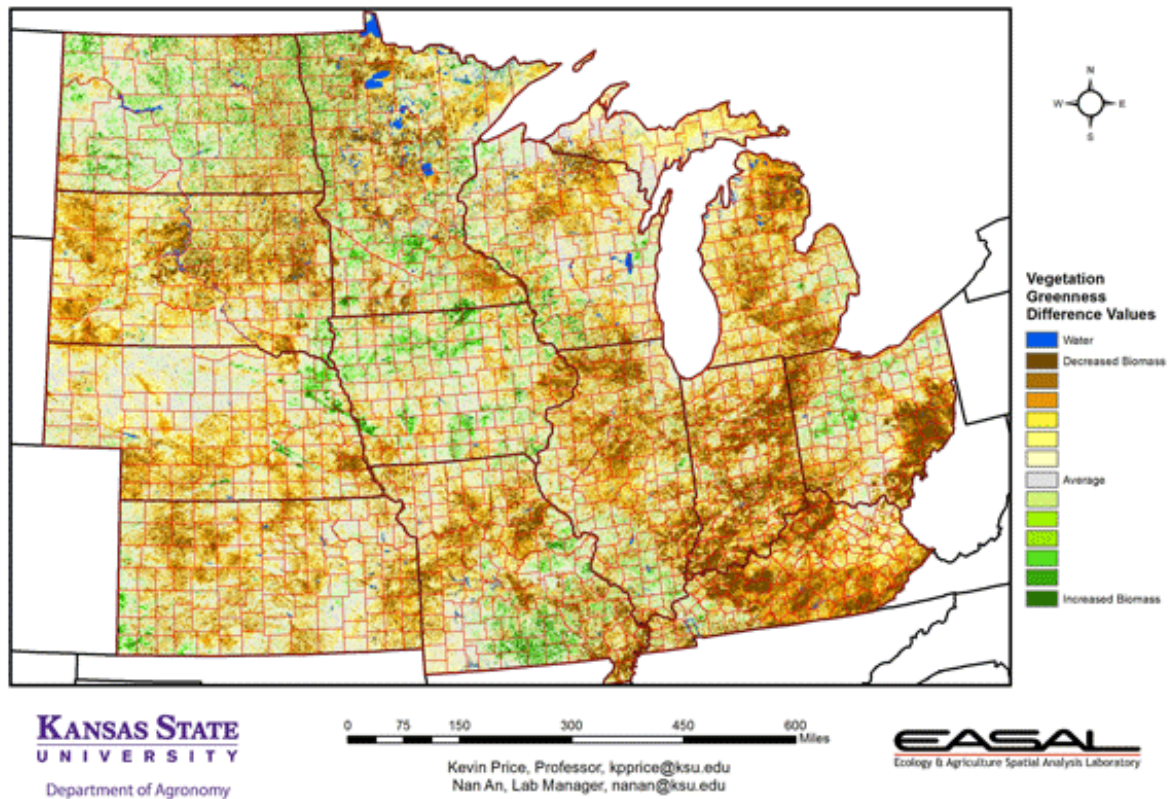 N
W
E
S
Vegetation
Greenness
Difference Values
Water
Decreased Biomass
Average
Increased Biomass
KANSAS STATE
UNIVERSITY
Department of Agronomy
0 75 150 300 450 600
Miles
Kevin Price, Professor, kpprice@ksu.edu
Nan An, Lab Manager, nanan@ksu.edu
EASAL
Ecology & Agriculture Spatial Analysis Laboratory